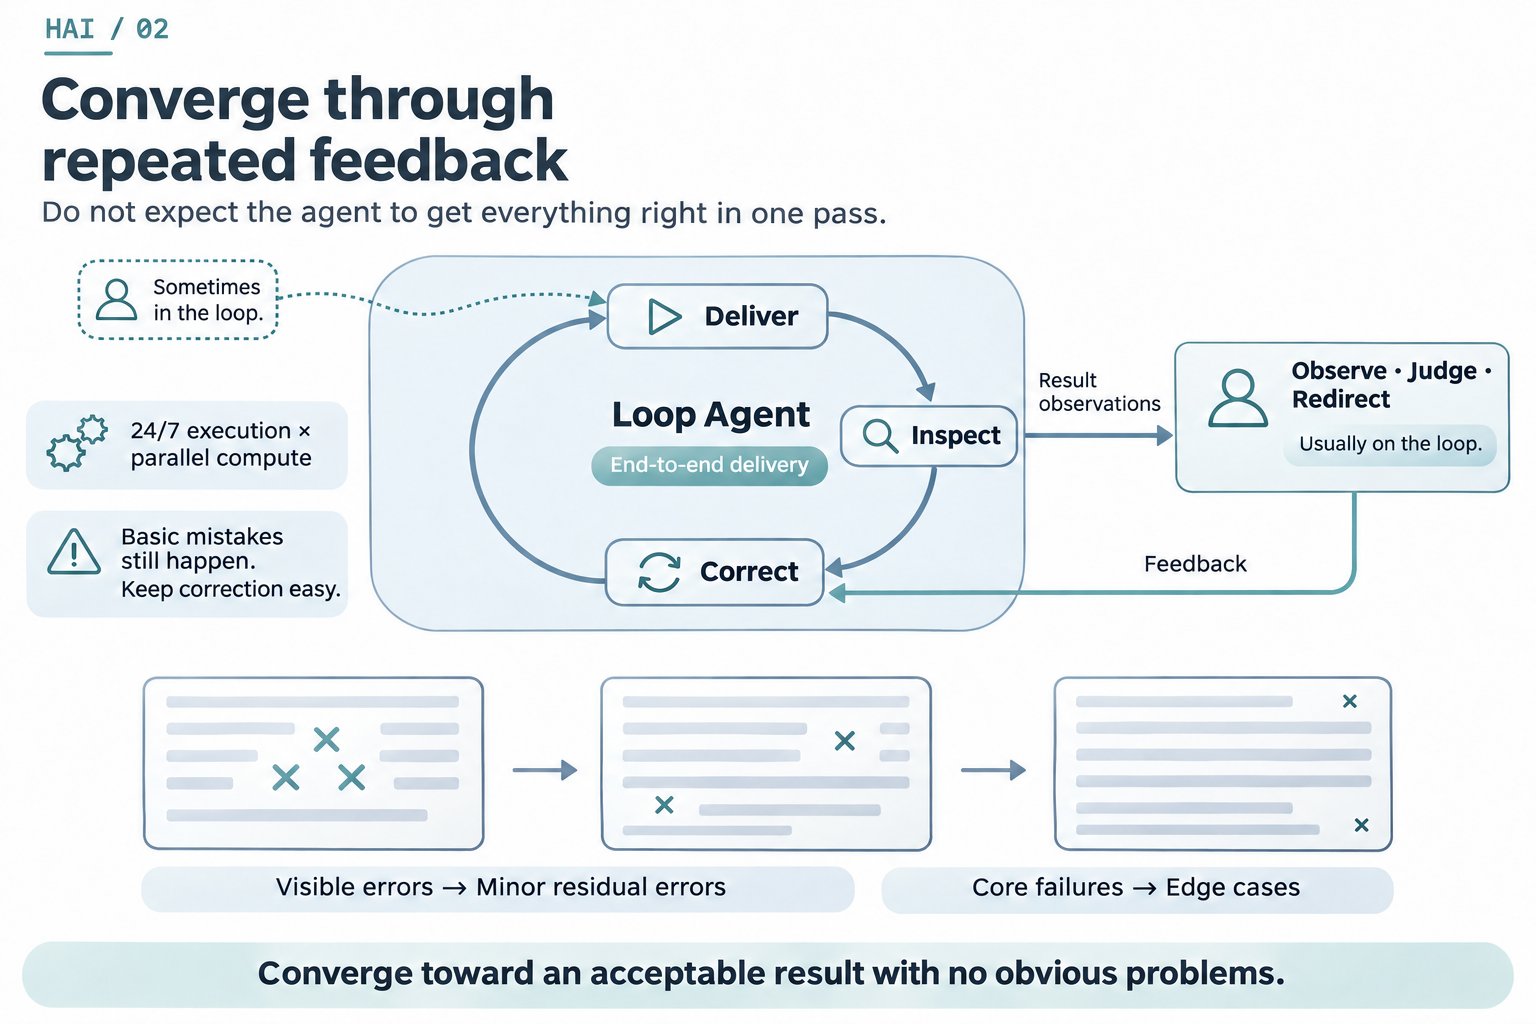 HAI / 02
Converge through
repeated feedback
Do not expect the agent to get everything right in one pass.
Sometimes
in the loop.
24/7 execution ×
parallel compute
Basic mistakes
still happen.
Keep correction easy.
Deliver
Loop Agent
End-to-end delivery
Inspect
Correct
Result
observations
Observe · Judge ·
Redirect
Usually on the loop.
Feedback
Visible errors → Minor residual errors
Core failures → Edge cases
Converge toward an acceptable result with no obvious problems.